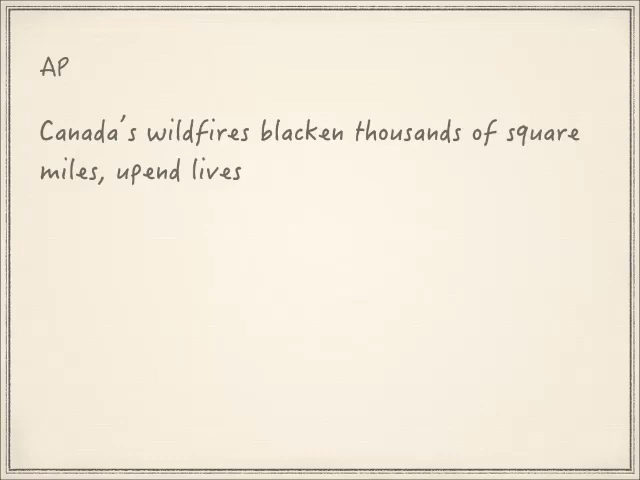 AP
Canada's wildfires blacken thousands of square
miles, upend lives